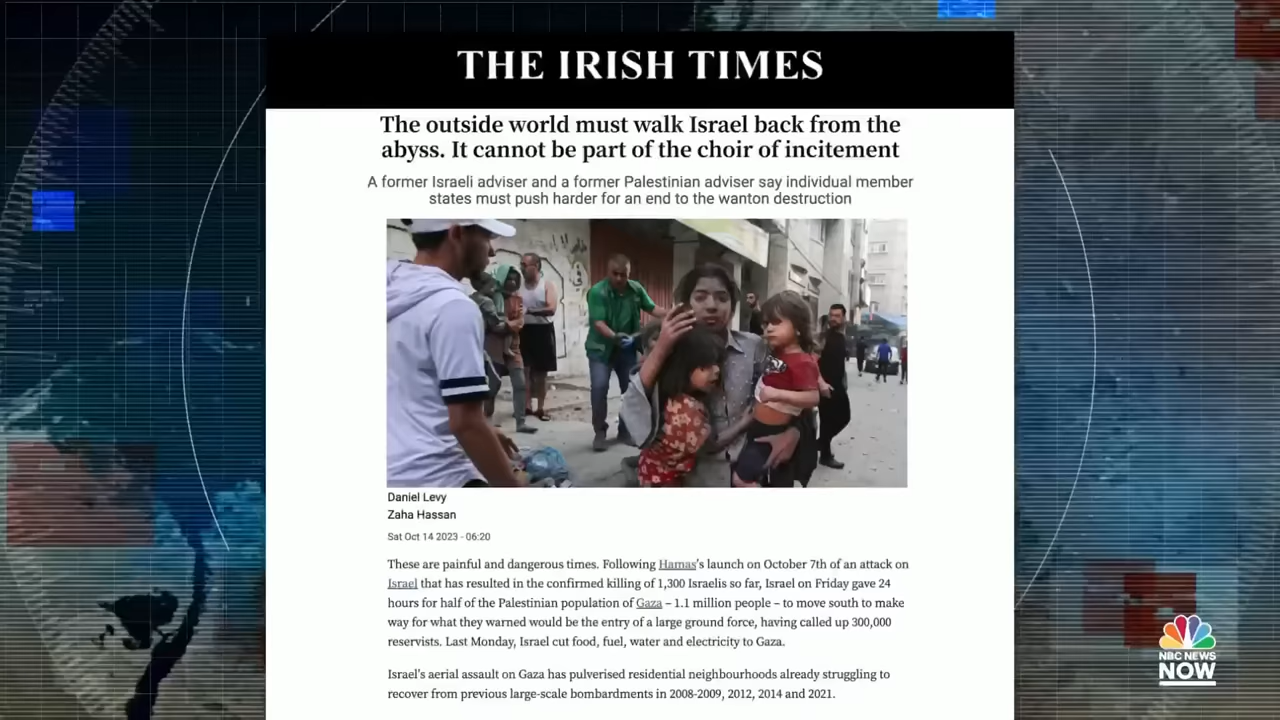 THE IRISH TIMES
The outside world must walk Israel back from the
abyss. It cannot be part of the choir of incitement
A former Israeli adviser and a former Palestinian adviser say individual member
states must push harder for an end to the wanton destruction
Daniel Levy
Zaha Hassan
Sat Oct 14 2023 - 06:20
These are painful and dangerous times. Following Hamas's launch on October 7th of an attack on
Israel that has resulted in the confirmed killing of 1,300 Israelis so far, Israel on Friday gave 24
hours for half of the Palestinian population of Gaza – 1.1 million people – to move south to make
way for what they warned would be the entry of a large ground force, having called up 300,000
reservists. Last Monday, Israel cut food, fuel, water and electricity to Gaza.
Israel's aerial assault on Gaza has pulverised residential neighbourhoods already struggling to
recover from previous large-scale bombardments in 2008-2009, 2012, 2014 and 2021.
NBC NEWS
NOW